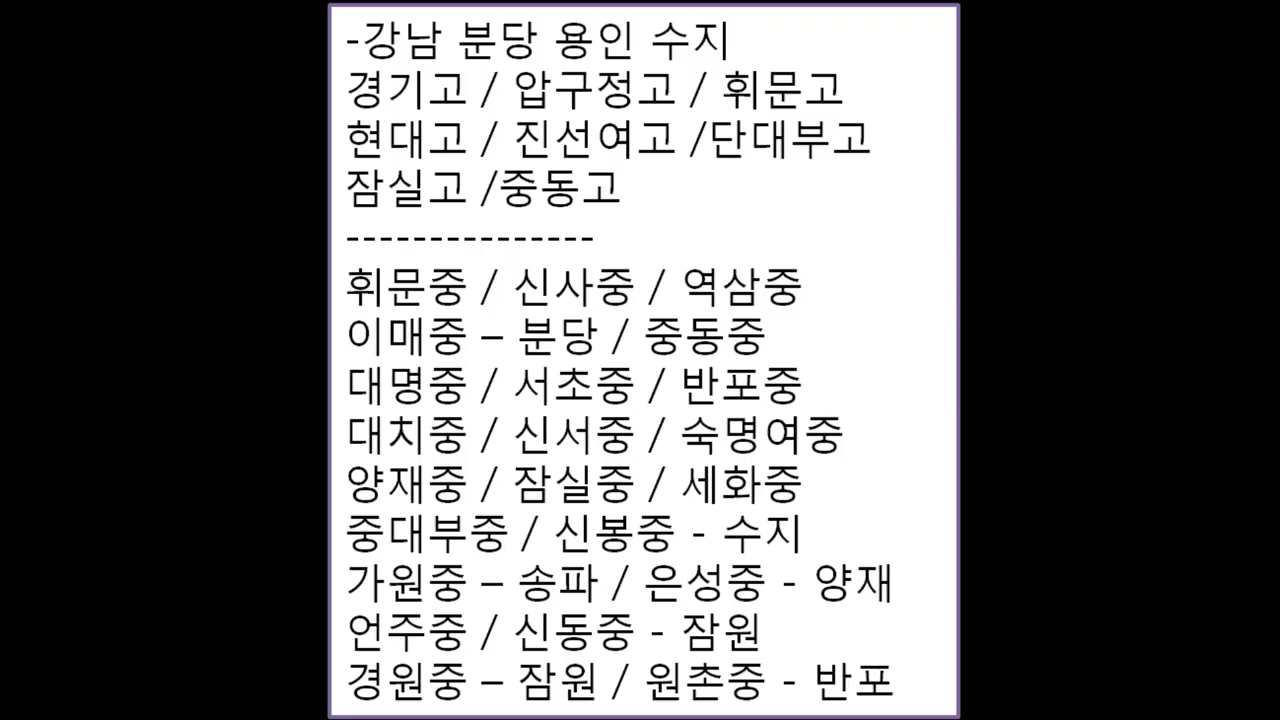 -강남 분당 용인 수지
경기고 / 압구정고 / 휘문고
현대고 / 진선여고 /단대부고
잠실고 /중동고
---------------
휘문중 / 신사중 / 역삼중
이매중 – 분당 / 중동중
대명중 / 서초중 / 반포중
대치중 / 신서중 / 숙명여중
양재중 / 잠실중 / 세화중
중대부중 / 신봉중 - 수지
가원중 – 송파 / 은성중 - 양재
언주중 / 신동중 - 잠원
경원중 – 잠원 / 원촌중 - 반포